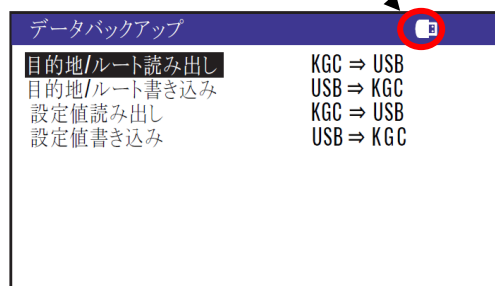 データバックアップ
目的地/ルート読み出し KGC ⇒ USB
目的地/ルート書き込み USB ⇒ KGC
設定値読み出し KGC ⇒ USB
設定値書き込み USB ⇒ KGC